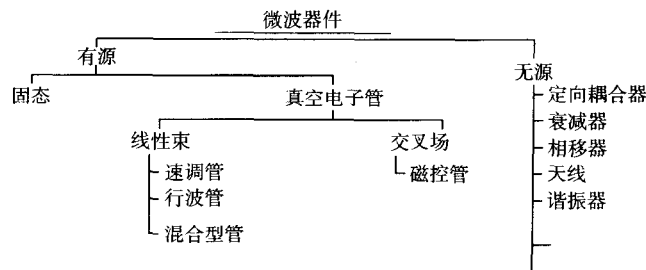 微波器件
有源
无源
固态
真空电子管
定向耦合器
衰减器
线性束
交叉场
相移器
速调管
磁控管
天线
行波管
谐振器
混合型管